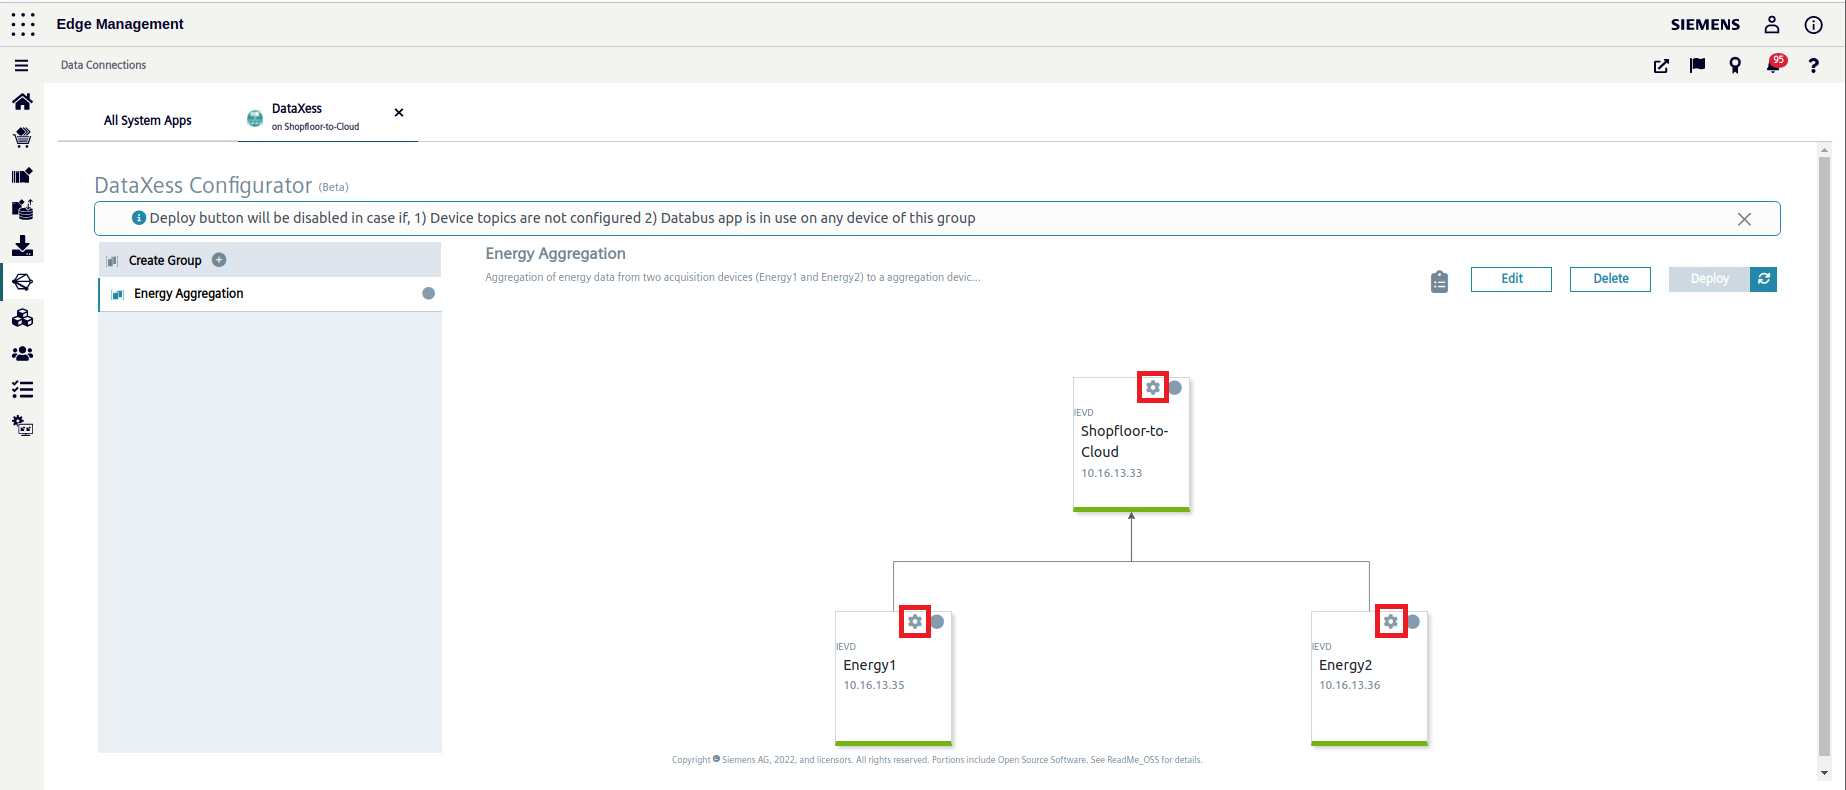 Edge Management
SIEMENS
Data Connections
95
All System Apps
DataXess
on Shopfloor-to-Cloud
DataXess Configurator (Beta)
Deploy button will be disabled in case if, 1) Device topics are not configured 2) Databus app is in use on any device of this group
Create Group
Energy Aggregation
Energy Aggregation
Aggregation of energy data from two acquisition devices (Energy1 and Energy2) to a aggregation devic...
Edit
Delete
Deploy
IEVD
Shopfloor-to-
Cloud
10.16.13.33
IEVD
Energy1
10.16.13.35
IEVD
Energy2
10.16.13.36
Copyright © Siemens AG, 2022, and licensors. All rights reserved. Portions include Open Source Software. See ReadMe_OSS for details.